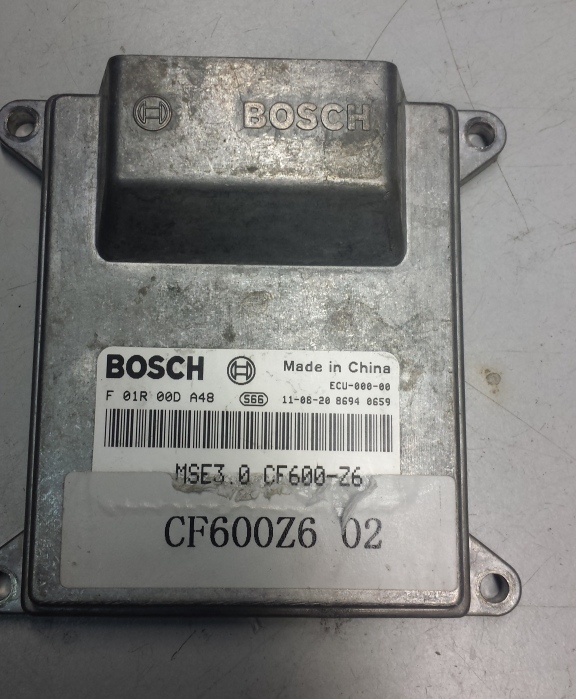 BOSCH
BOSCH Made in China
ECU-000-00
F 01R 00D A48 S66 11-08-20 8694 0659
MSE3.0 CF600-Z6
CF600Z6 02